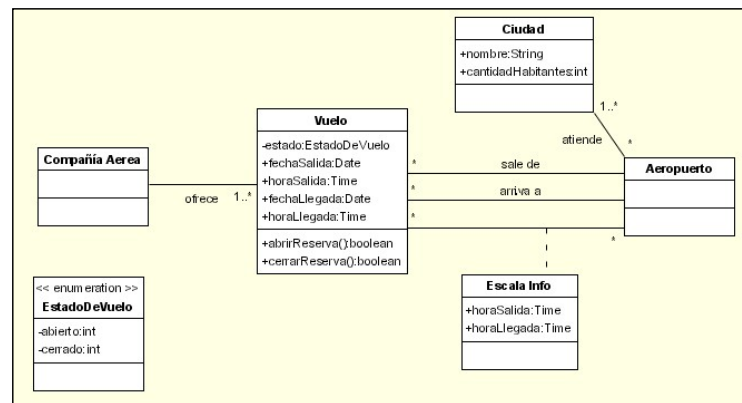 Ciudad
+nombre:String
+cantidadHabitantes:int
1..*
atiende
*
Vuelo
-estado:EstadoDeVuelo
+fechaSalida:Date
+horaSalida:Time
+fechaLlegada:Date
+horaLlegada:Time
+abrirReserva():boolean
+cerrarReserva():boolean
Compañía Aerea
ofrece
1..*
* sale de
* arriva a
* *
Aeropuerto
Escala Info
+horaSalida:Time
+horaLlegada:Time
<< enumeration >>
EstadoDeVuelo
-abierto:int
-cerrado:int